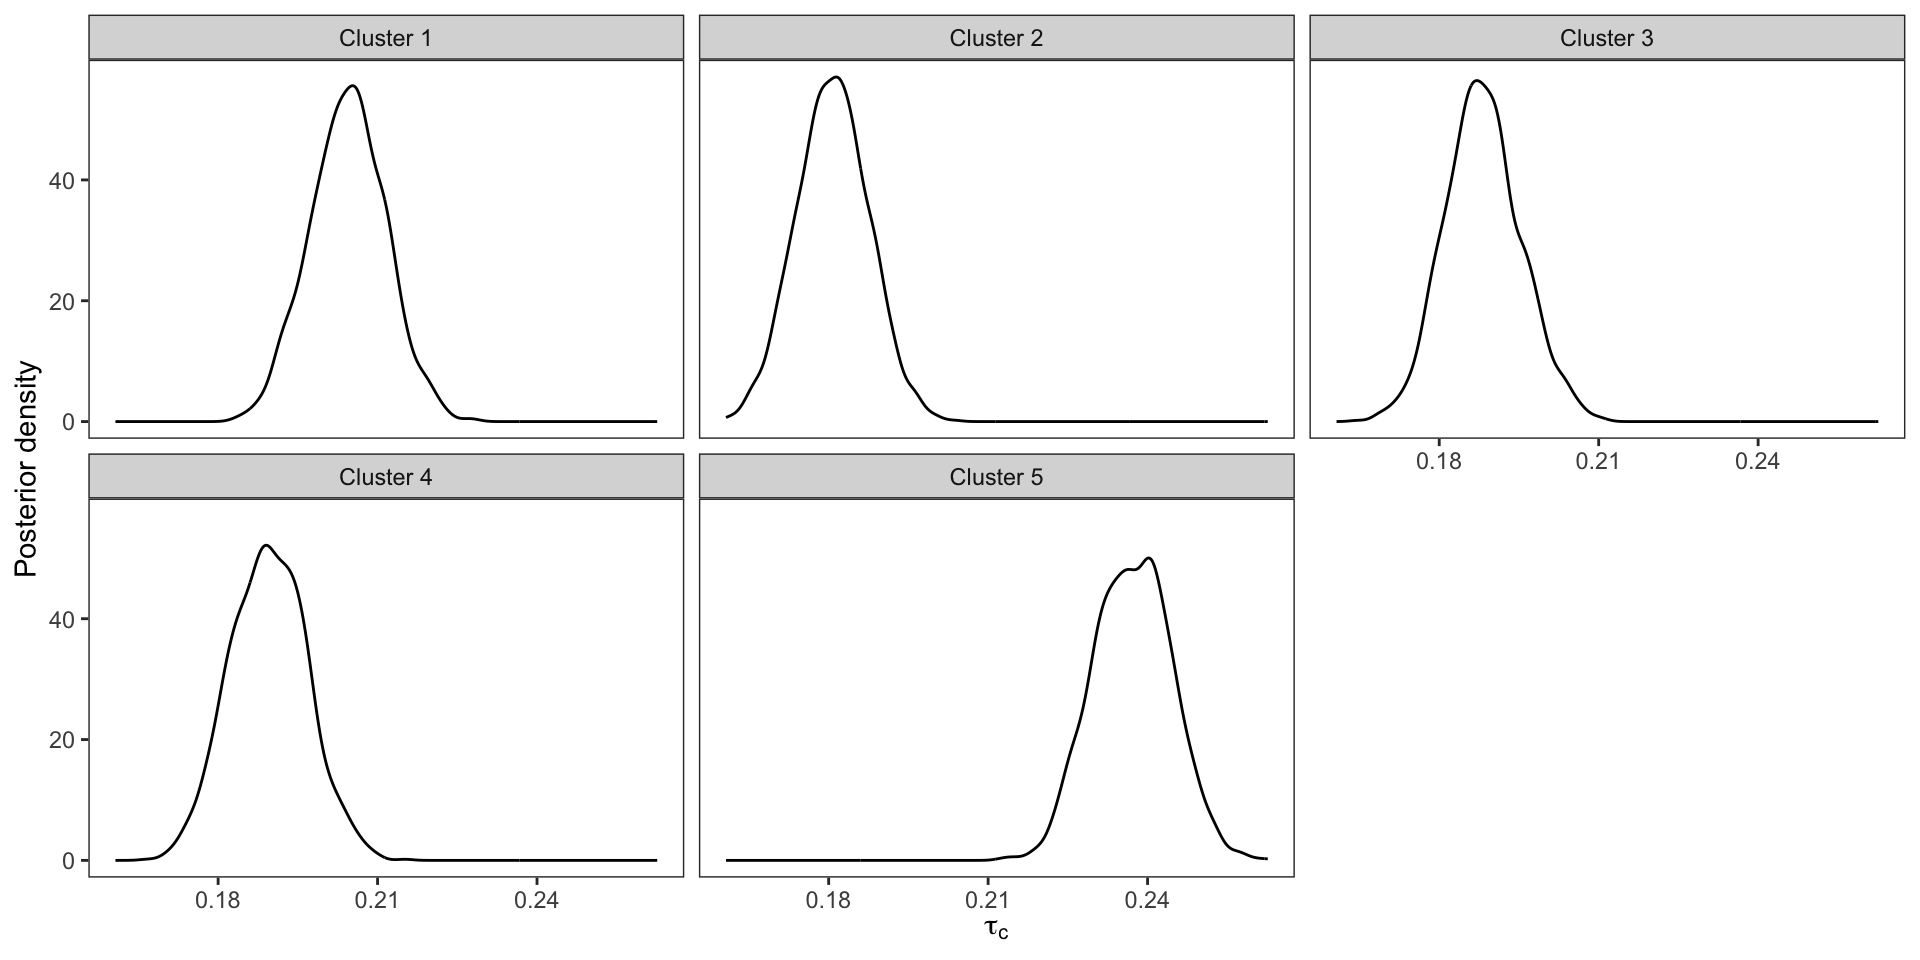 Cluster 1
Cluster 2
Cluster 3
40
20
0
0.18 0.21 0.24
Cluster 4
Cluster 5
Posterior density
40
20
0
0.18 0.21 0.24
0.18 0.21 0.24
τc